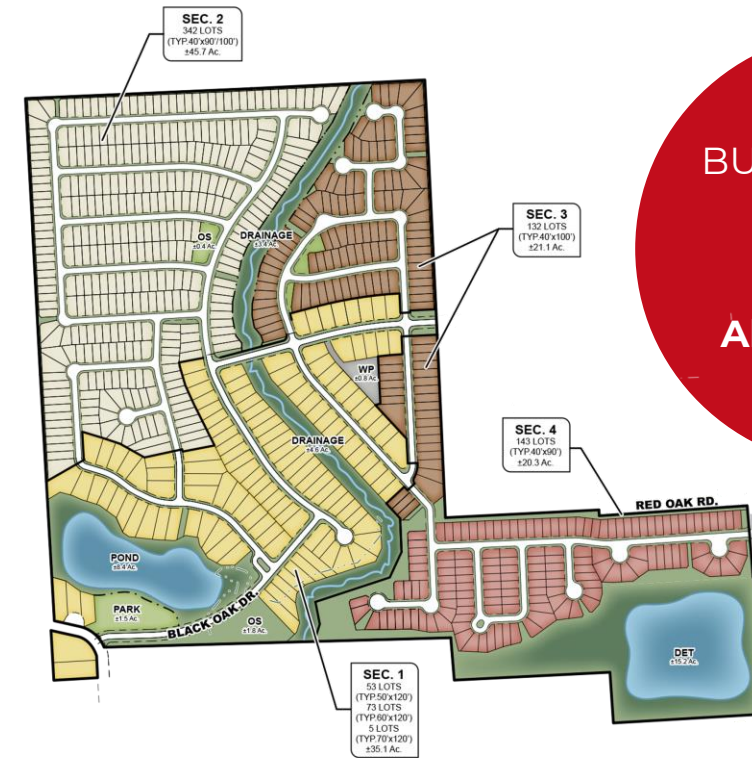 SEC. 2
342 LOTS
(TYP.40'x90'/100')
±45.7 Ac.
BU
SEC. 3
132 LOTS
(TYP.40'x100')
±21.1 Ac.
OS
±0.4 Ac.
DRAINAGE
±3.4 Ac.
A
WP
±0.8 Ac.
SEC. 4
143 LOTS
(TYP.40'x90')
±20.3 Ac.
DRAINAGE
±4.6 Ac.
RED OAK RD.
POND
±8.4 Ac.
PARK
±1.5 Ac.
BLACK OAK DR.
OS
±1.8 Ac.
DET
±15.2 Ac.
SEC. 1
53 LOTS
(TYP.50'x120')
73 LOTS
(TYP.60'x120')
5 LOTS
(TYP.70'x120')
±35.1 Ac.